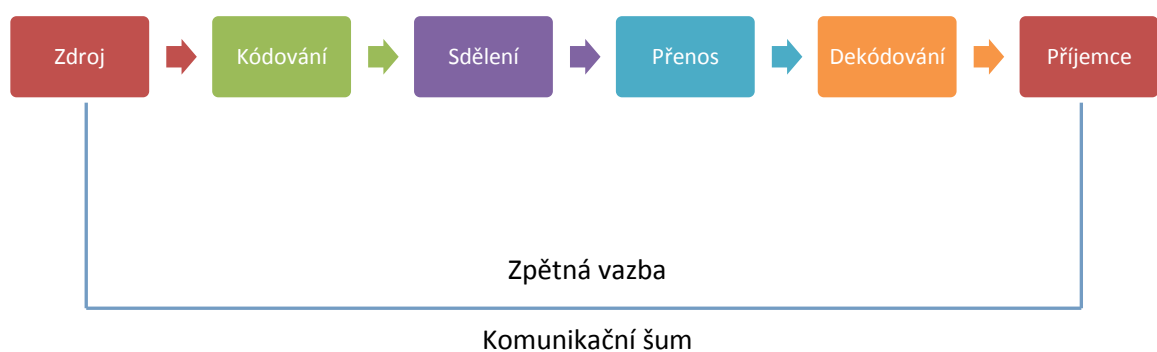 Zdroj
Kódování
Sdělení
Přenos
Dekódování
Příjemce
Zpětná vazba
Komunikační šum